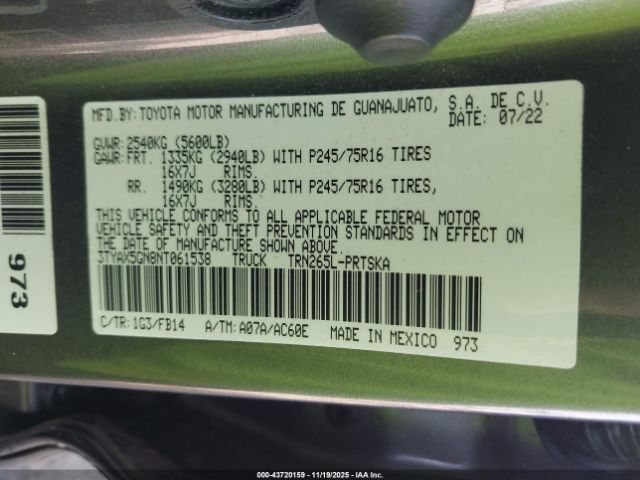 MFD.BY: TOYOTA MOTOR MANUFACTURING DE GUANAJUATO, S.A. DE C.V.
DATE: 07/22
GVWR: 2540KG (5600LB)
GAWR: FRT. 1335KG (2940LB) WITH P245/75R16 TIRES
16X7J RIMS.
RR. 1490KG (3280LB) WITH P245/75R16 TIRES,
16X7J RIMS.
THIS VEHICLE CONFORMS TO ALL APPLICABLE FEDERAL MOTOR
VEHICLE SAFETY AND THEFT PREVENTION STANDARDS IN EFFECT ON
THE DATE OF MANUFACTURE SHOWN ABOVE.
3TYAX5GN8NT061538 TRUCK TRN265L-PRTSKA
C/TR: 1G3/FB14 A/TM: A07A/AC60E MADE IN MEXICO 973
973
000-43720159 - 11/19/2025 - IAA Inc.